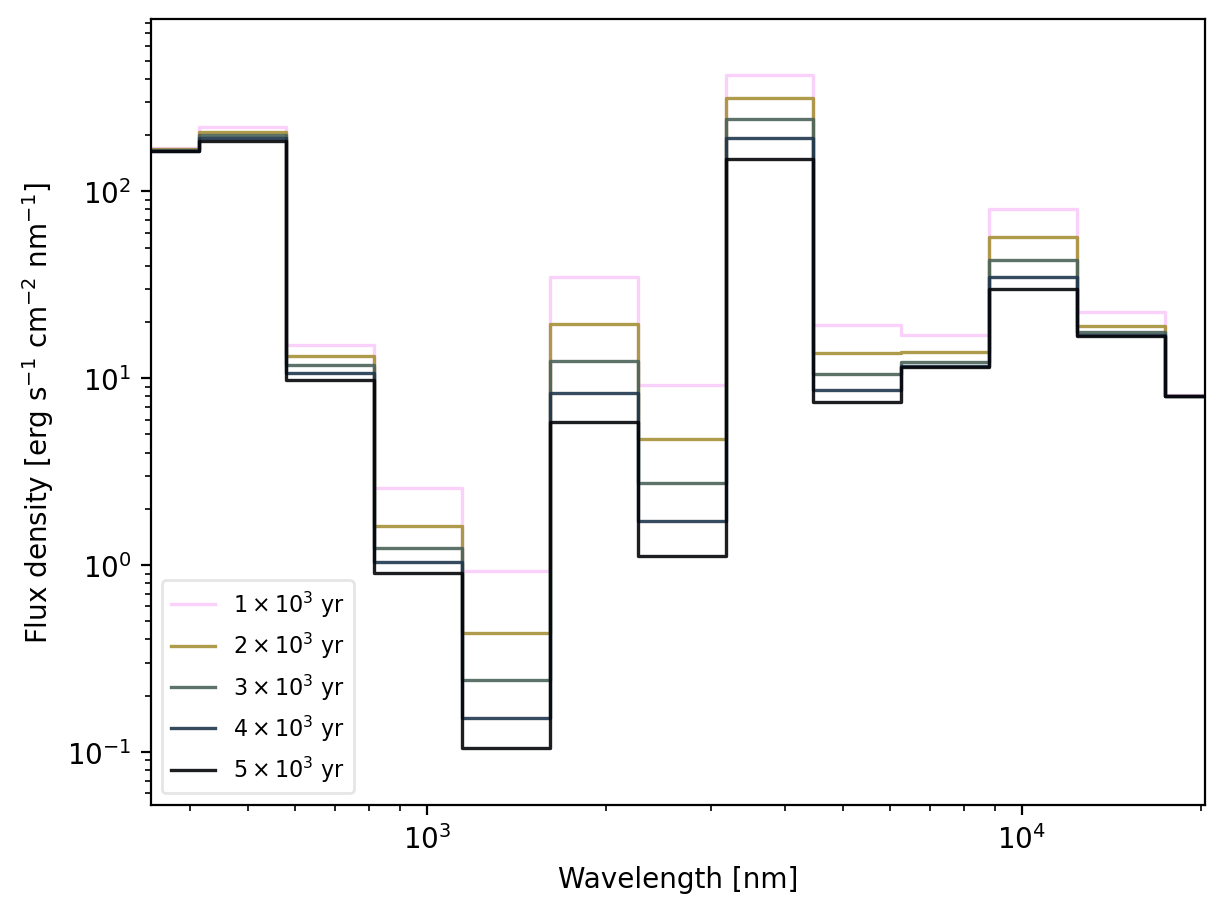 Flux density [erg s⁻¹ cm⁻² nm⁻¹]
10²
10¹
10⁰
10⁻¹
1 × 10³ yr
2 × 10³ yr
3 × 10³ yr
4 × 10³ yr
5 × 10³ yr
10³
10⁴
Wavelength [nm]